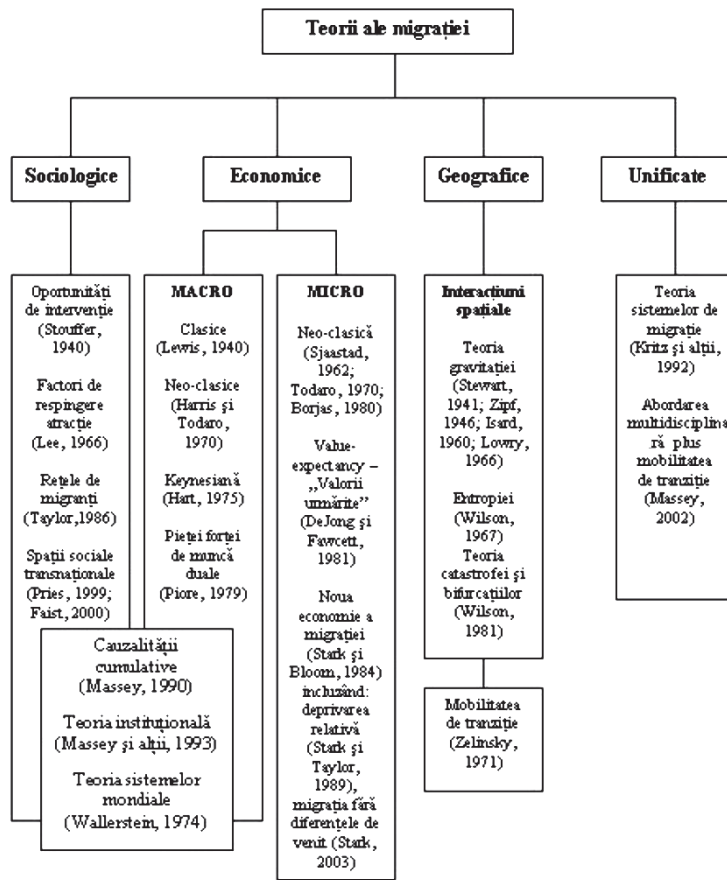 Teorii ale migrației
Sociologice
Economice
Geografice
Unificate
Oportunități
de intervenție
(Stouffer,
1940)
Factori de
respingere
atracție
(Lee, 1966)
Rețele de
migranți
(Taylor,1986)
Spații sociale
transnaționale
(Pries, 1999;
Faist, 2000)
MACRO
Clasice
(Lewis, 1940)
Neo-clasice
(Harris și
Todaro,
1970)
Keynesiană
(Hart, 1975)
Pieței forței
de muncă
duale
(Piore, 1979)
Cauzalității
cumulative
(Massey, 1990)
Teoria instituțională
(Massey și alții, 1993)
Teoria sistemelor
mondiale
(Wallerstein, 1974)
MICRO
Neo-clasică
(Sjaastad,
1962;
Todaro, 1970;
Borjas, 1980)
Value-
expectancy –
„Valorii
urmărite”
(DeJong și
Fawcett,
1981)
Noua
economie a
migrației
(Stark și
Bloom, 1984)
incluzând:
deprivarea
relativă
(Stark și
Taylor,
1989),
migrația fără
diferențele de
venit (Stark,
2003)
Interacțiuni
spațiale
Teoria
gravitației
(Stewart,
1941; Zipf,
1946; Isard,
1960; Lowry,
1966)
Entropiei
(Wilson,
1967)
Teoria
catastrofei și
bifurcațiilor
(Wilson,
1981)
Mobilitatea
de tranziție
(Zelinsky,
1971)
Teoria
sistemelor de
migrație
(Kritz și alții,
1992)
Abordarea
multidisciplina
ră plus
mobilitatea
de tranziție
(Massey,
2002)